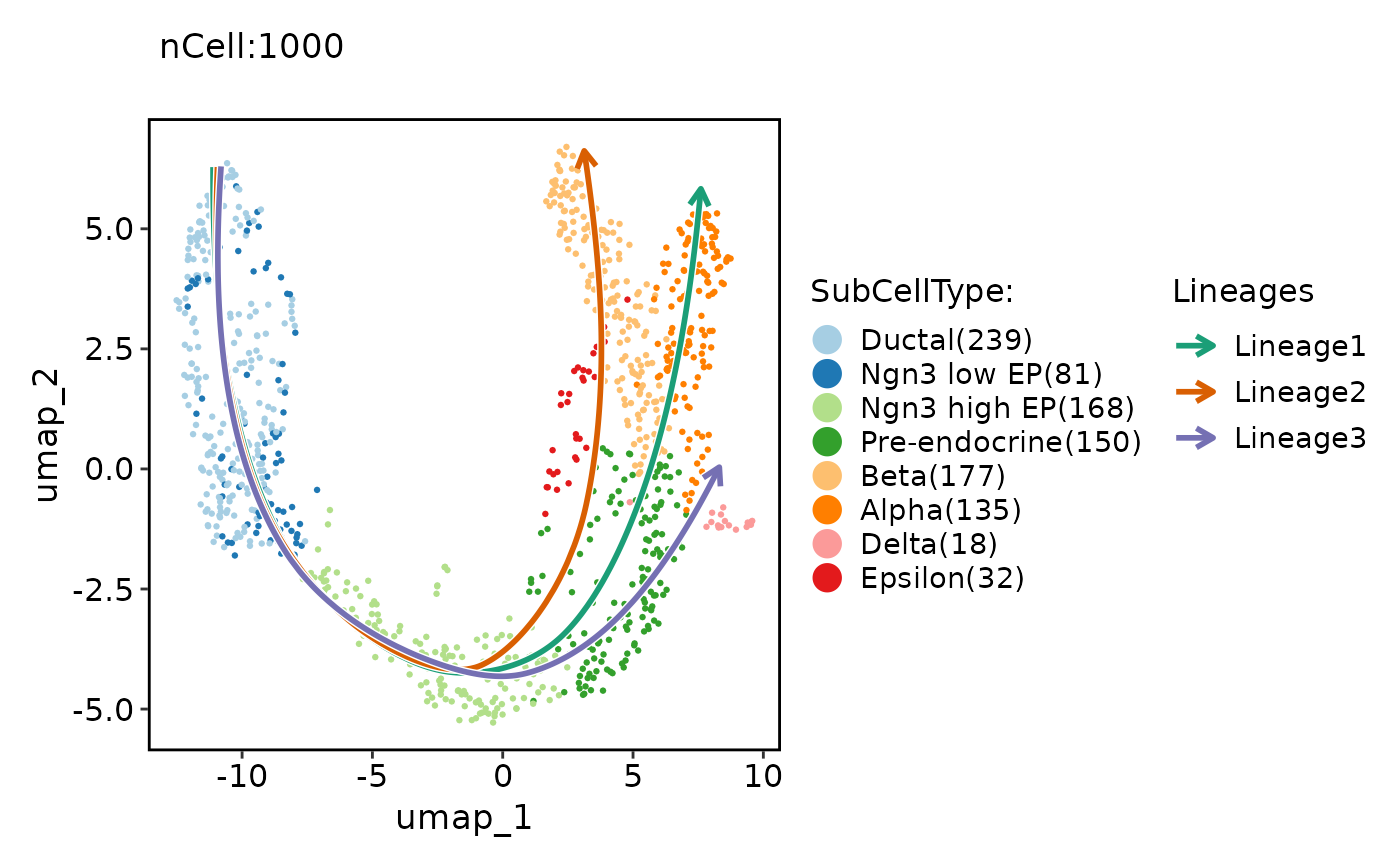 nCell:1000
umap_2
5.0
2.5
0.0
-2.5
-5.0
-10
-5
0
5
10
umap_1
SubCellType:
Ductal(239)
Ngn3 low EP(81)
Ngn3 high EP(168)
Pre-endocrine(150)
Beta(177)
Alpha(135)
Delta(18)
Epsilon(32)
Lineages
Lineage1
Lineage2
Lineage3